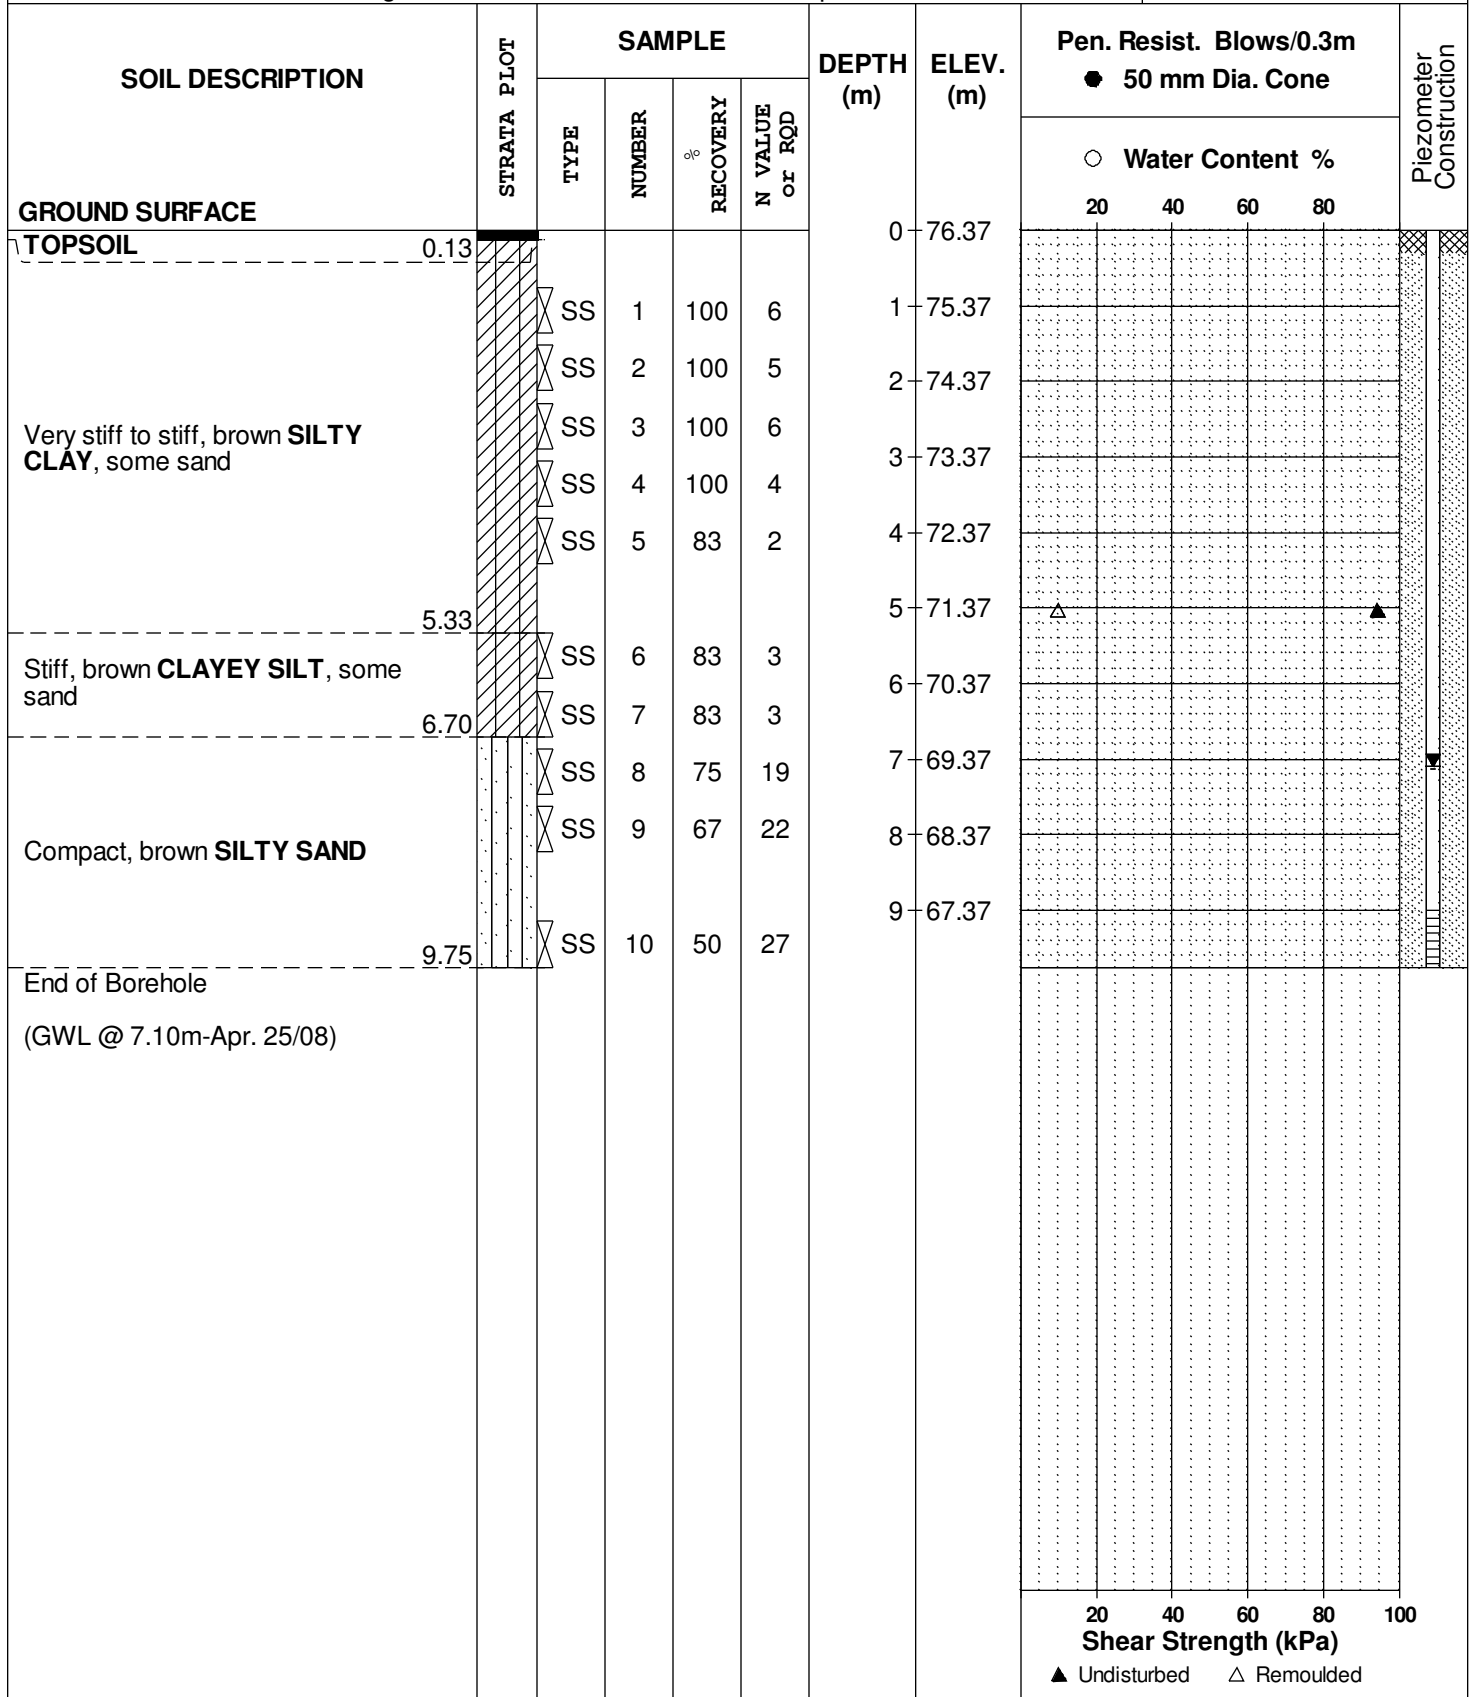 SOIL DESCRIPTION
GROUND SURFACE
STRATA PLOT
SAMPLE
TYPE
NUMBER
%
RECOVERY
N VALUE
or RQD
DEPTH
(m)
ELEV.
(m)
Pen. Resist. Blows/0.3m
● 50 mm Dia. Cone
○ Water Content %
20 40 60 80
Piezometer
Construction
0 76.37
TOPSOIL 0.13
SS 1 100 6
1 75.37
SS 2 100 5
2 74.37
Very stiff to stiff, brown SILTY
CLAY, some sand
SS 3 100 6
3 73.37
SS 4 100 4
4 72.37
SS 5 83 2
5 71.37
5.33
Stiff, brown CLAYEY SILT, some
sand
SS 6 83 3
6 70.37
SS 7 83 3
6.70
7 69.37
SS 8 75 19
SS 9 67 22
8 68.37
Compact, brown SILTY SAND
9 67.37
SS 10 50 27
9.75
End of Borehole
(GWL @ 7.10m-Apr. 25/08)
20 40 60 80 100
Shear Strength (kPa)
▲ Undisturbed △ Remoulded